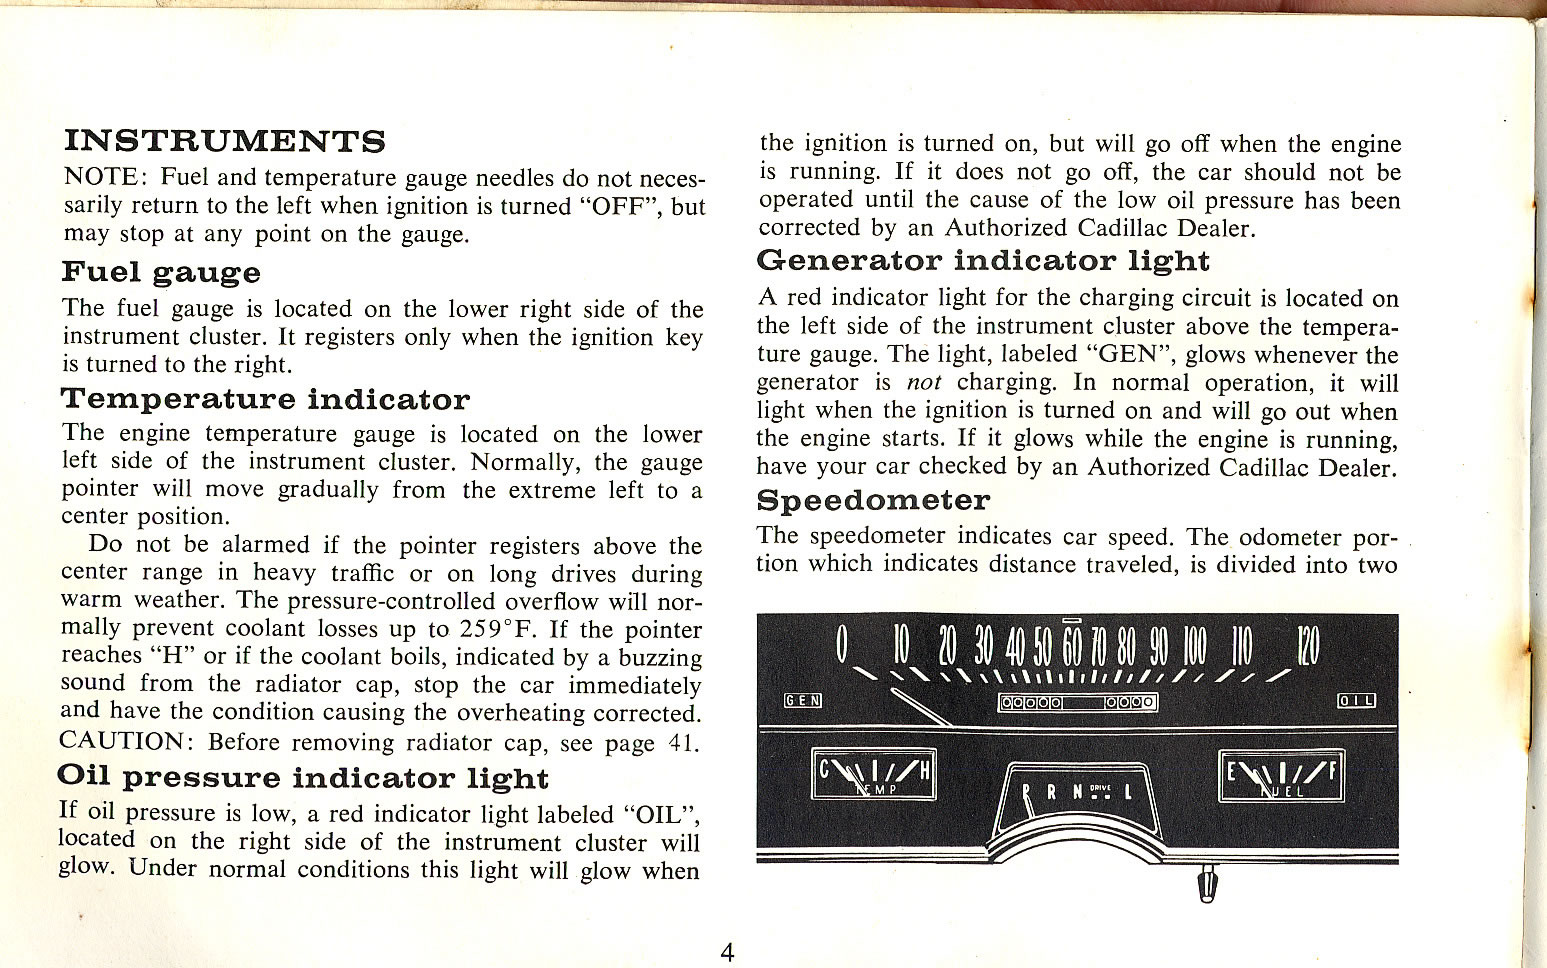 INSTRUMENTS
NOTE: Fuel and temperature gauge needles do not neces-
sarily return to the left when ignition is turned “OFF”, but
may stop at any point on the gauge.
Fuel gauge
The fuel gauge is located on the lower right side of the
instrument cluster. It registers only when the ignition key
is turned to the right.
Temperature indicator
The engine temperature gauge is located on the lower
left side of the instrument cluster. Normally, the gauge
pointer will move gradually from the extreme left to a
center position.
Do not be alarmed if the pointer registers above the
center range in heavy traffic or on long drives during
warm weather. The pressure-controlled overflow will nor-
mally prevent coolant losses up to 259°F. If the pointer
reaches “H” or if the coolant boils, indicated by a buzzing
sound from the radiator cap, stop the car immediately
and have the condition causing the overheating corrected.
CAUTION: Before removing radiator cap, see page 41.
Oil pressure indicator light
If oil pressure is low, a red indicator light labeled “OIL”,
located on the right side of the instrument cluster will
glow. Under normal conditions this light will glow when
the ignition is turned on, but will go off when the engine
is running. If it does not go off, the car should not be
operated until the cause of the low oil pressure has been
corrected by an Authorized Cadillac Dealer.
Generator indicator light
A red indicator light for the charging circuit is located on
the left side of the instrument cluster above the tempera-
ture gauge. The light, labeled “GEN”, glows whenever the
generator is not charging. In normal operation, it will
light when the ignition is turned on and will go out when
the engine starts. If it glows while the engine is running,
have your car checked by an Authorized Cadillac Dealer.
Speedometer
The speedometer indicates car speed. The odometer por-
tion which indicates distance traveled, is divided into two
0 10 20 30 40 50 60 70 80 90 100 110 120
GEN 00000 0000 OIL
C H E F
TEMP P R N DRIVE L FUEL
4